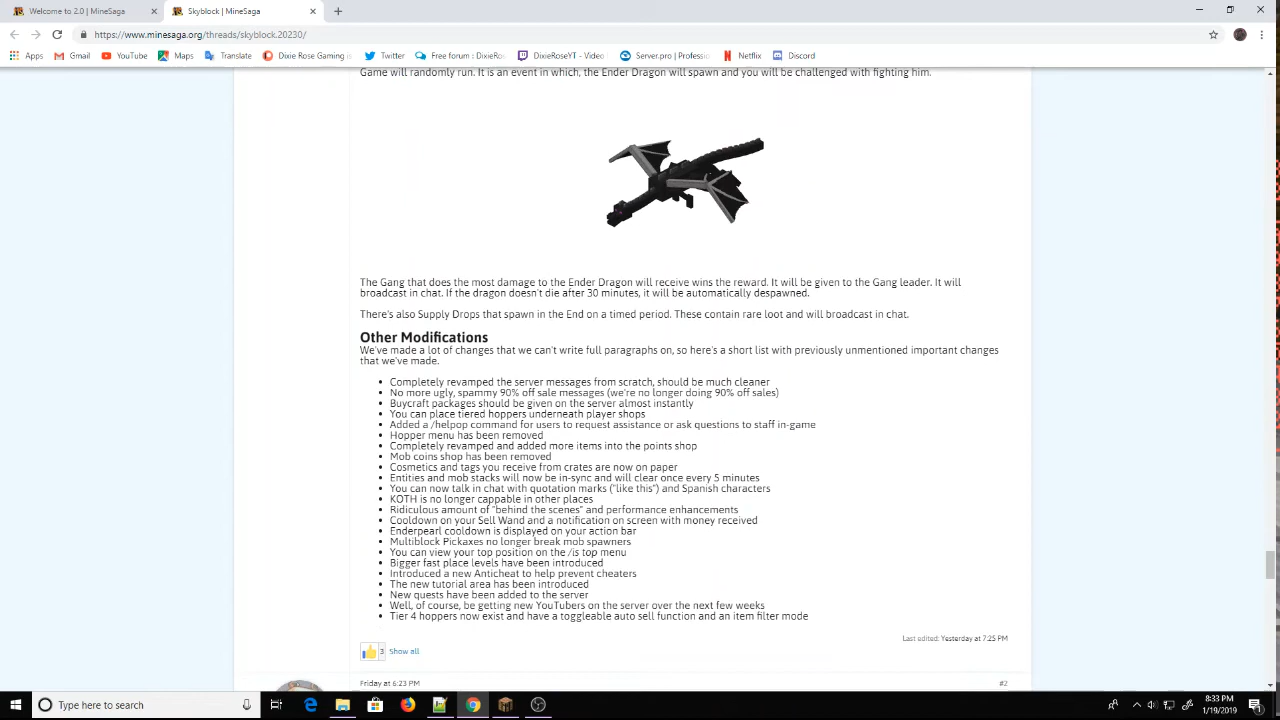 Welcome to 2.0 | MineSaga
Skyblock | MineSaga
https://www.minesaga.org/threads/skyblock.20230/
Apps
Gmail
YouTube
Maps
Translate
Dixie Rose Gaming
Twitter
Free forum : DixieRos
DixieRoseYT - Video
Server.pro | Professio
Netflix
Discord
Game will randomly run. It is an event in which, the Ender Dragon will spawn and you will be challenged with fighting him.
The Gang that does the most damage to the Ender Dragon will receive wins the reward. It will be given to the Gang leader. It will
broadcast in chat. If the dragon doesn't die after 30 minutes, it will be automatically despawned.
There's also Supply Drops that spawn in the End on a timed period. These contain rare loot and will broadcast in chat.
Other Modifications
We've made a lot of changes that we can't write full paragraphs on, so here's a short list with previously unmentioned important changes
that we've made.
• Completely revamped the server messages from scratch, should be much cleaner
• No more ugly, spammy 90% off sale messages (we're no longer doing 90% off sales)
• Buycraft packages should be given on the server almost instantly
• You can place tiered hoppers underneath player shops
• Added a /helpop command for users to request assistance or ask questions to staff in-game
• Hopper menu has been removed
• Completely revamped and added more items into the points shop
• Mob coins shop has been removed
• Cosmetics and tags you receive from crates are now on paper
• Entities and mob stacks will now be in-sync and will clear once every 5 minutes
• You can now talk in chat with quotation marks ("like this") and Spanish characters
• KOTH is no longer cappable in other places
• Ridiculous amount of "behind the scenes" and performance enhancements
• Cooldown on your Sell Wand and a notification on screen with money received
• Enderpearl cooldown is displayed on your action bar
• Multiblock Pickaxes no longer break mob spawners
• You can view your top position on the /is top menu
• Bigger fast place levels have been introduced
• Introduced a new Anticheat to help prevent cheaters
• The new tutorial area has been introduced
• New quests have been added to the server
• Well, of course, be getting new YouTubers on the server over the next few weeks
• Tier 4 hoppers now exist and have a toggleable auto sell function and an item filter mode
Last edited: Yesterday at 7:25 PM
3
Show all
Friday at 6:23 PM
#2
Type here to search
8:33 PM
1/19/2019
1